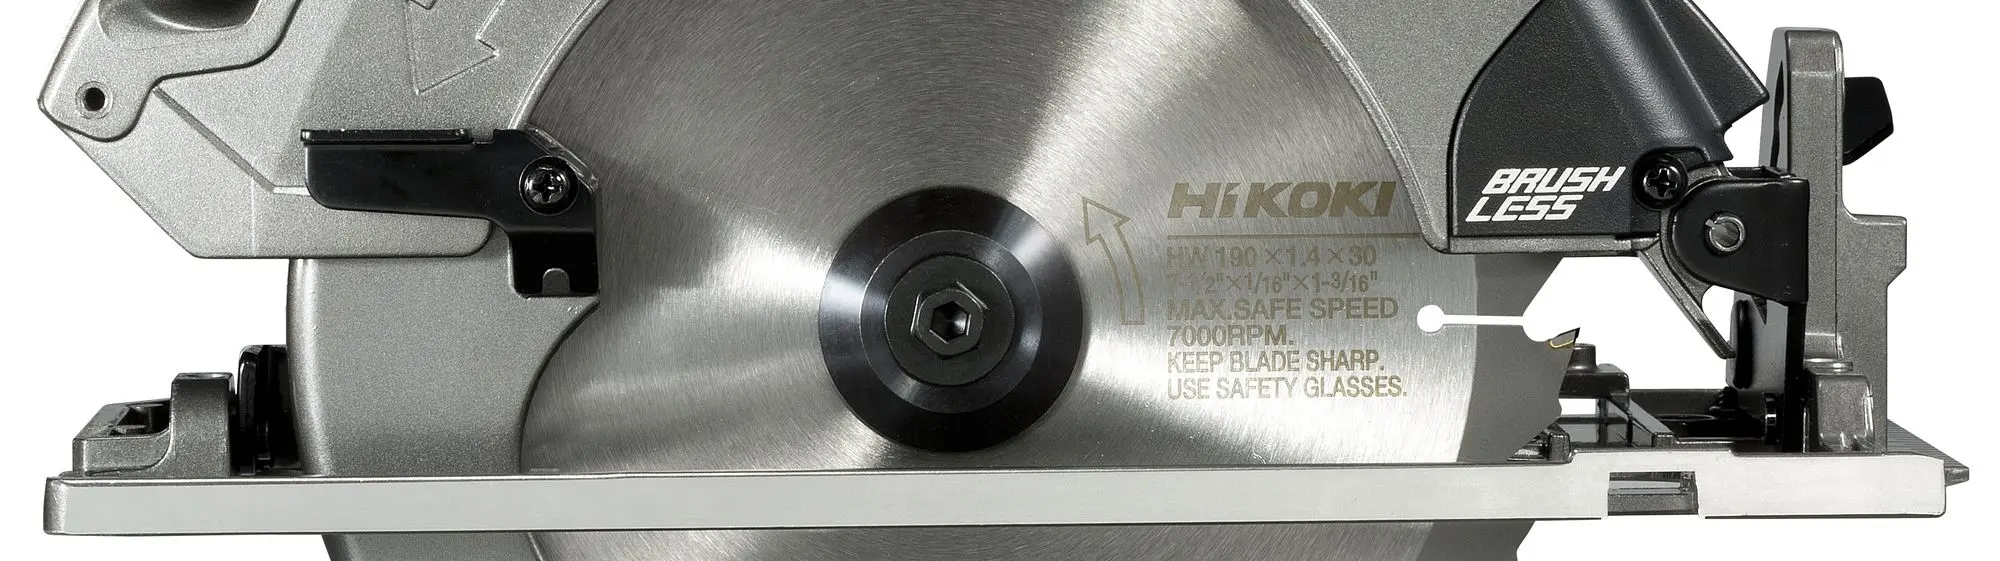 HiKOKI
HW 190×1.4×30
7-1/2"×1/16"×1-3/16"
MAX.SAFE SPEED
7000RPM.
KEEP BLADE SHARP.
USE SAFETY GLASSES.
BRUSH
LESS